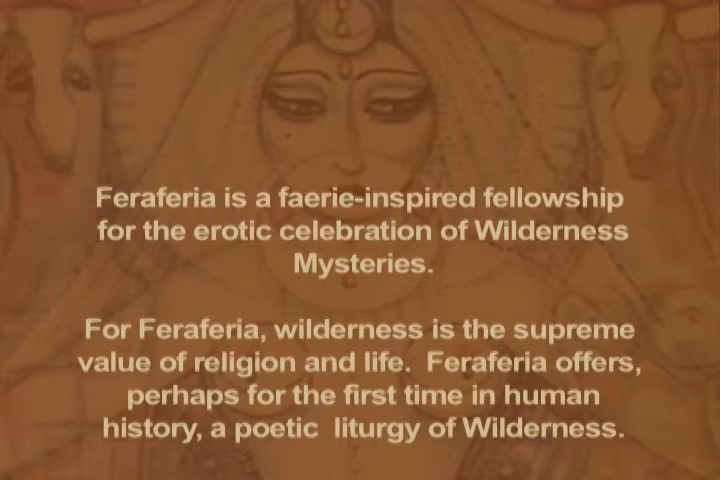 Feraferia is a faerie-inspired fellowship
for the erotic celebration of Wilderness
Mysteries.
For Feraferia, wilderness is the supreme
value of religion and life.  Feraferia offers,
perhaps for the first time in human
history, a poetic  liturgy of Wilderness.